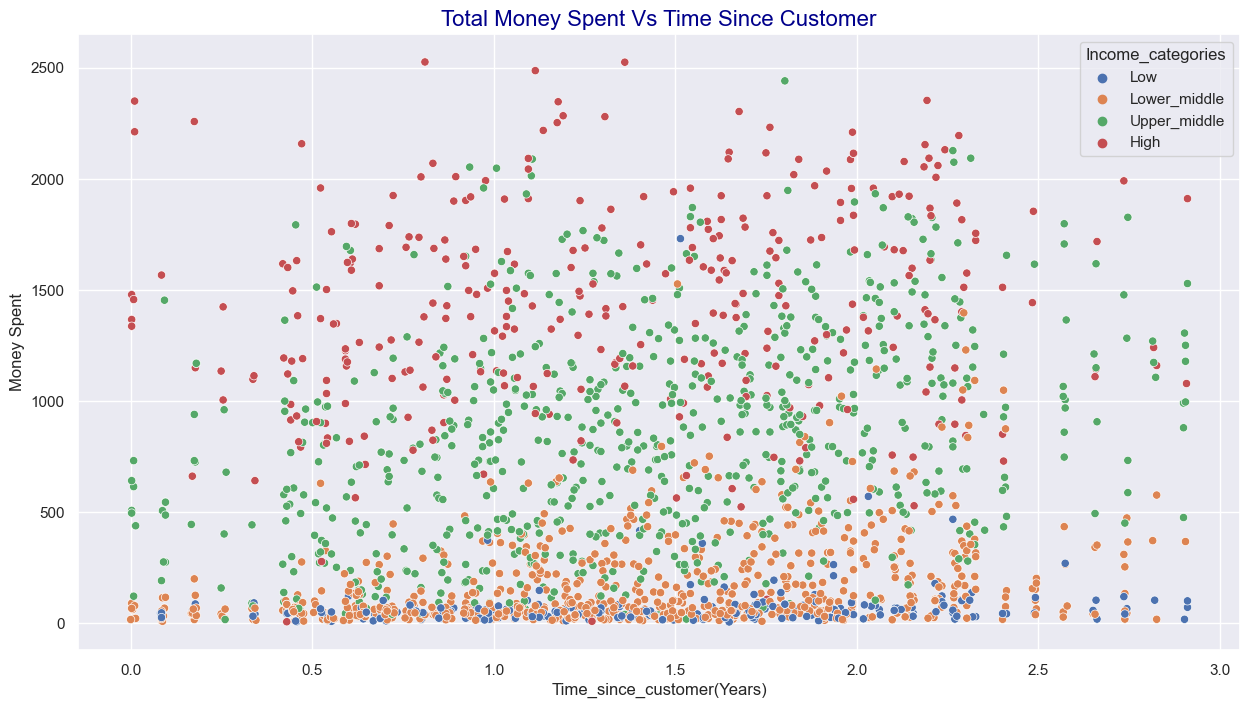 Total Money Spent Vs Time Since Customer
Income_categories
Low
Lower_middle
Upper_middle
High
Money Spent
2500
2000
1500
1000
500
0
0.0 0.5 1.0 1.5 2.0 2.5 3.0
Time_since_customer(Years)